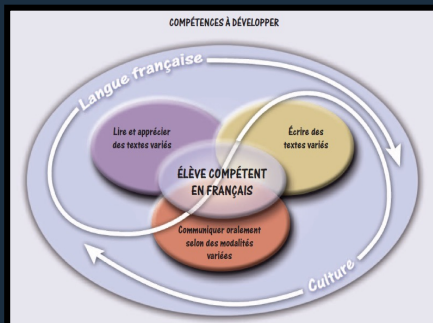 COMPÉTENCES À DÉVELOPPER
Langue française
Lire et apprécier
des textes variés
Écrire des
textes variés
ÉLÈVE COMPÉTENT
EN FRANÇAIS
Communiquer oralement
selon des modalités
variées
Culture